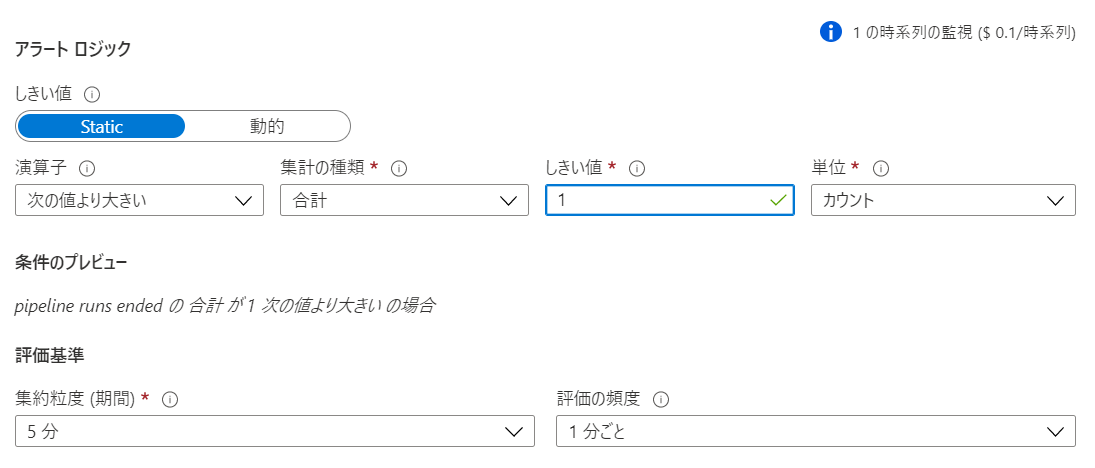 1 の時系列の監視 ($ 0.1/時系列)
アラート ロジック
しきい値
Static 動的
演算子 集計の種類 * しきい値 * 単位 *
次の値より大きい 合計 1 カウント
条件のプレビュー
pipeline runs ended の 合計 が 1 次の値より大きい の場合
評価基準
集約粒度 (期間) * 評価の頻度
5 分 1 分ごと